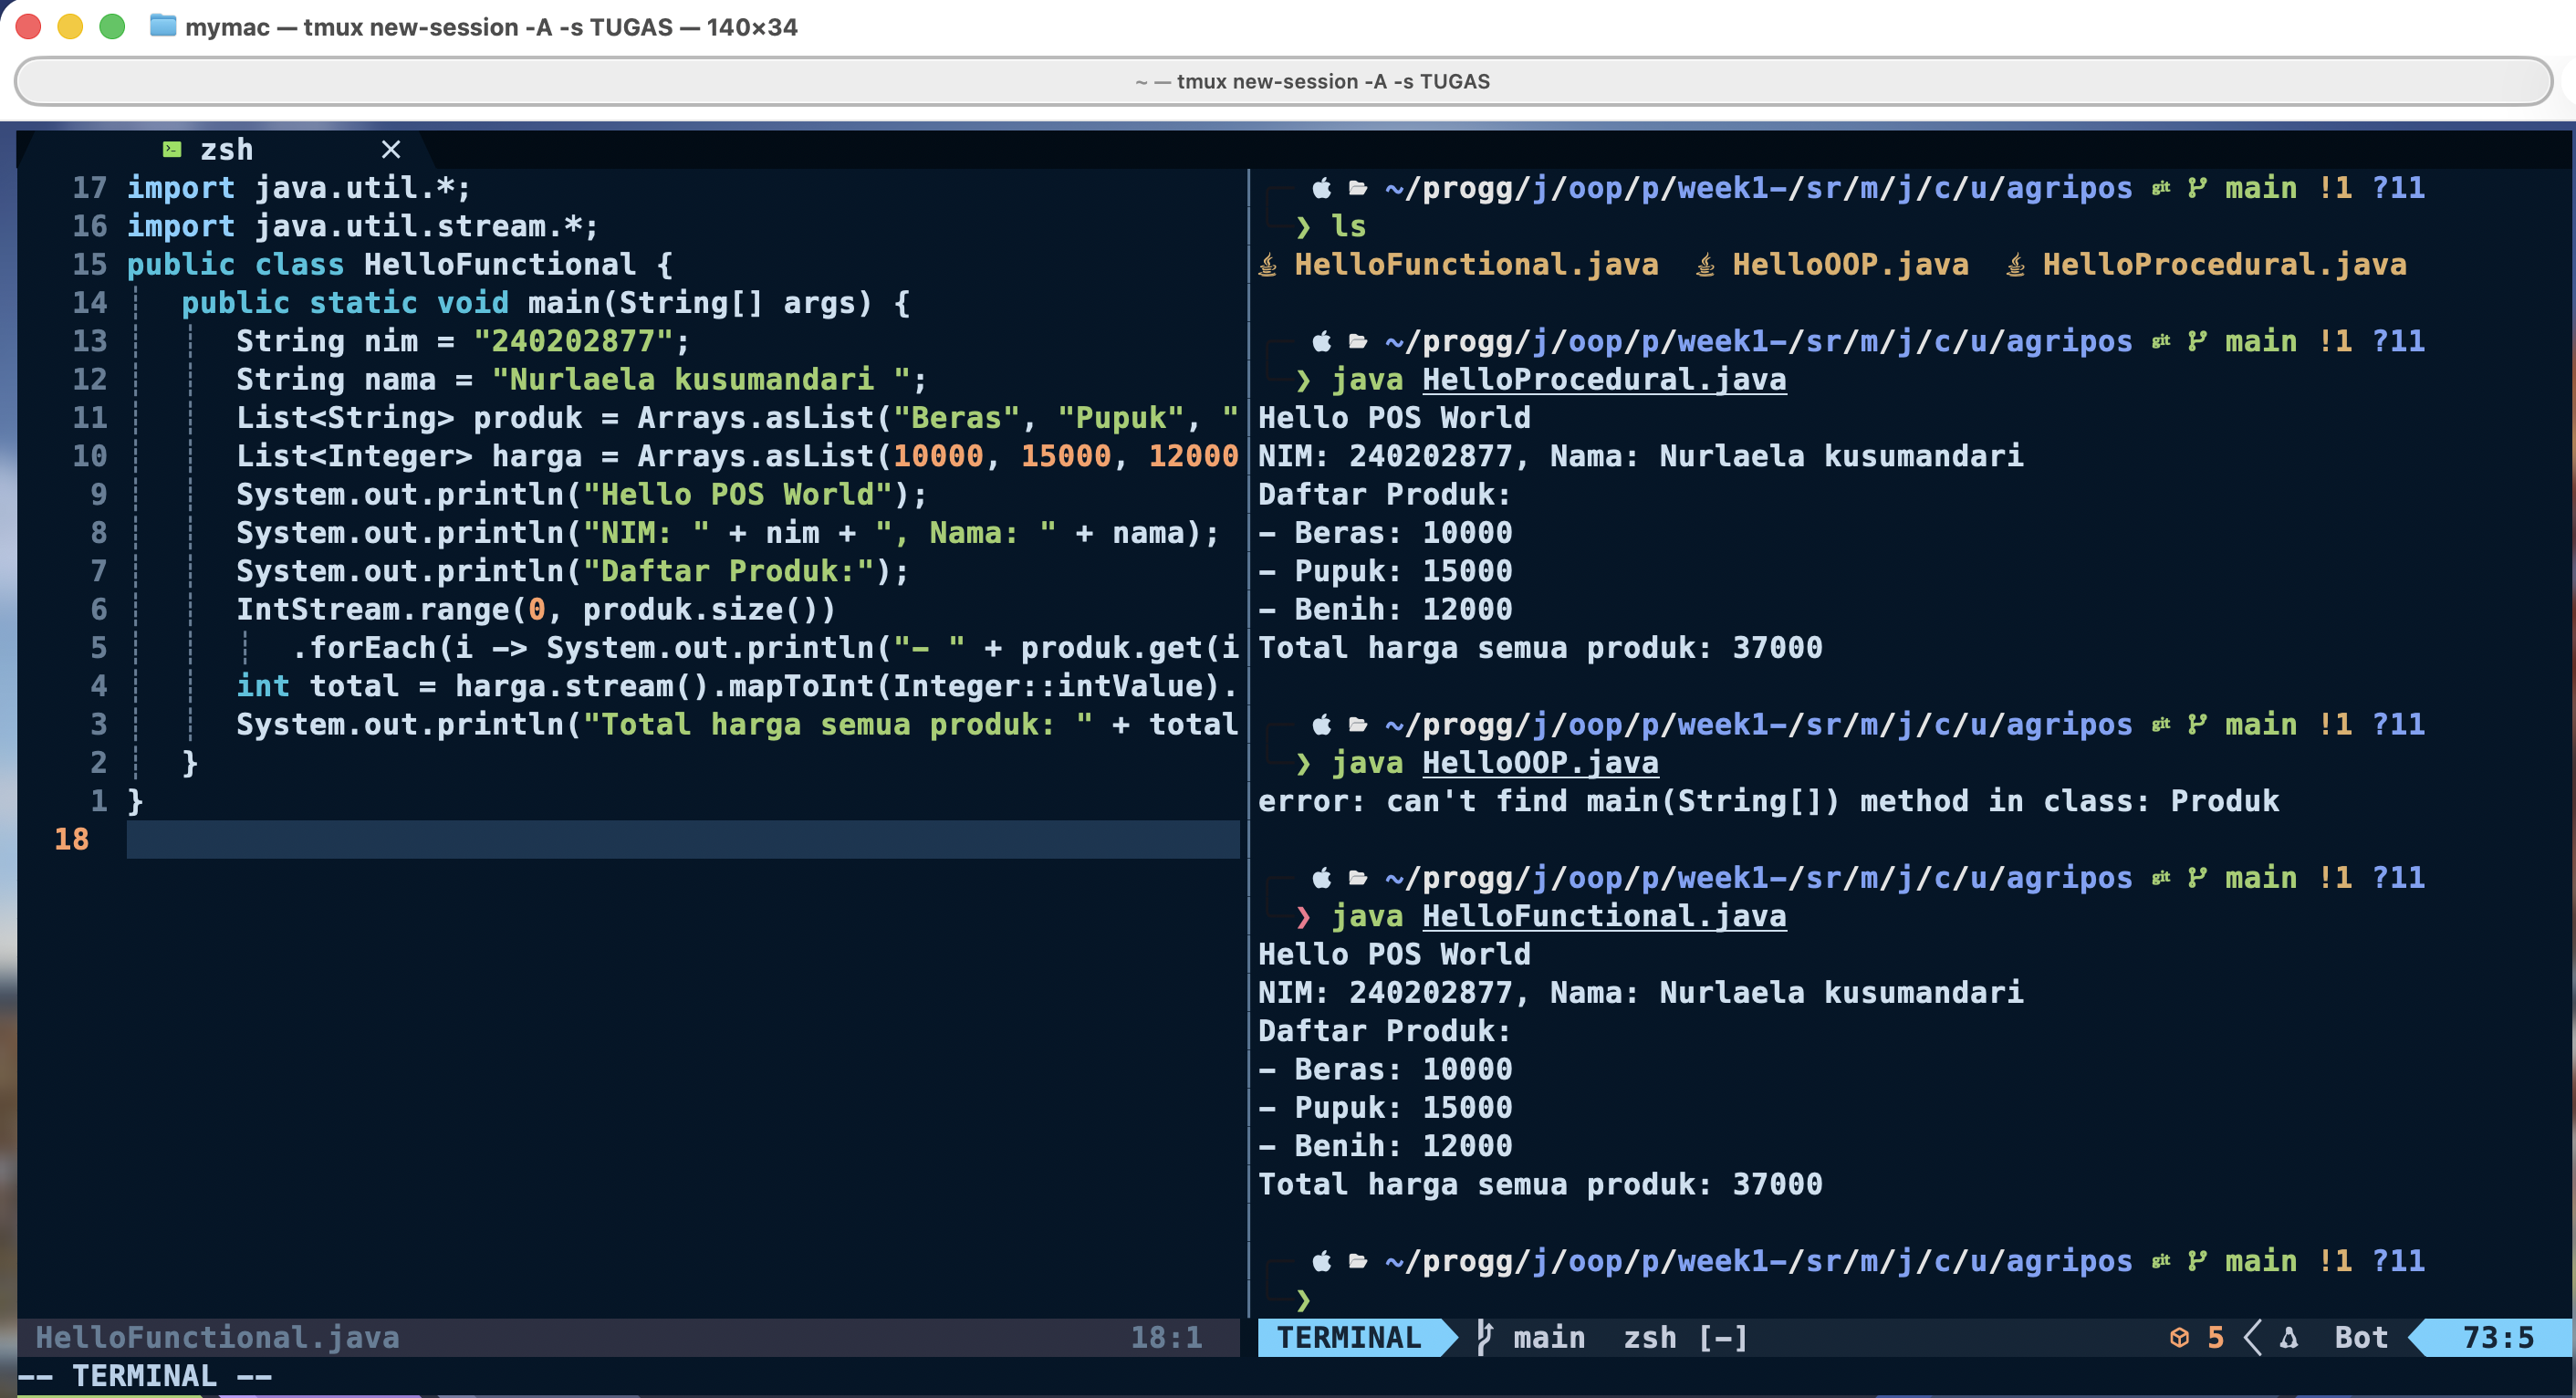 mymac — tmux new-session -A -s TUGAS — 140×34
~ — tmux new-session -A -s TUGAS
zsh ×
17 import java.util.*;
16 import java.util.stream.*;
15 public class HelloFunctional {
14 public static void main(String[] args) {
13 String nim = "240202877";
12 String nama = "Nurlaela kusumandari ";
11 List<String> produk = Arrays.asList("Beras", "Pupuk", "
10 List<Integer> harga = Arrays.asList(10000, 15000, 12000
9 System.out.println("Hello POS World");
8 System.out.println("NIM: " + nim + ", Nama: " + nama);
7 System.out.println("Daftar Produk:");
6 IntStream.range(0, produk.size())
5 .forEach(i -> System.out.println("- " + produk.get(i
4 int total = harga.stream().mapToInt(Integer::intValue).
3 System.out.println("Total harga semua produk: " + total
2 }
1 }
18
HelloFunctional.java 18:1
~/progg/j/oop/p/week1-/sr/m/j/c/u/agripos git main !1 ?11
❯ ls
HelloFunctional.java HelloOOP.java HelloProcedural.java
~/progg/j/oop/p/week1-/sr/m/j/c/u/agripos git main !1 ?11
❯ java HelloProcedural.java
Hello POS World
NIM: 240202877, Nama: Nurlaela kusumandari
Daftar Produk:
- Beras: 10000
- Pupuk: 15000
- Benih: 12000
Total harga semua produk: 37000
~/progg/j/oop/p/week1-/sr/m/j/c/u/agripos git main !1 ?11
❯ java HelloOOP.java
error: can't find main(String[]) method in class: Produk
~/progg/j/oop/p/week1-/sr/m/j/c/u/agripos git main !1 ?11
❯ java HelloFunctional.java
Hello POS World
NIM: 240202877, Nama: Nurlaela kusumandari
Daftar Produk:
- Beras: 10000
- Pupuk: 15000
- Benih: 12000
Total harga semua produk: 37000
~/progg/j/oop/p/week1-/sr/m/j/c/u/agripos git main !1 ?11
❯
TERMINAL main zsh [-] 5 Bot 73:5
-- TERMINAL --